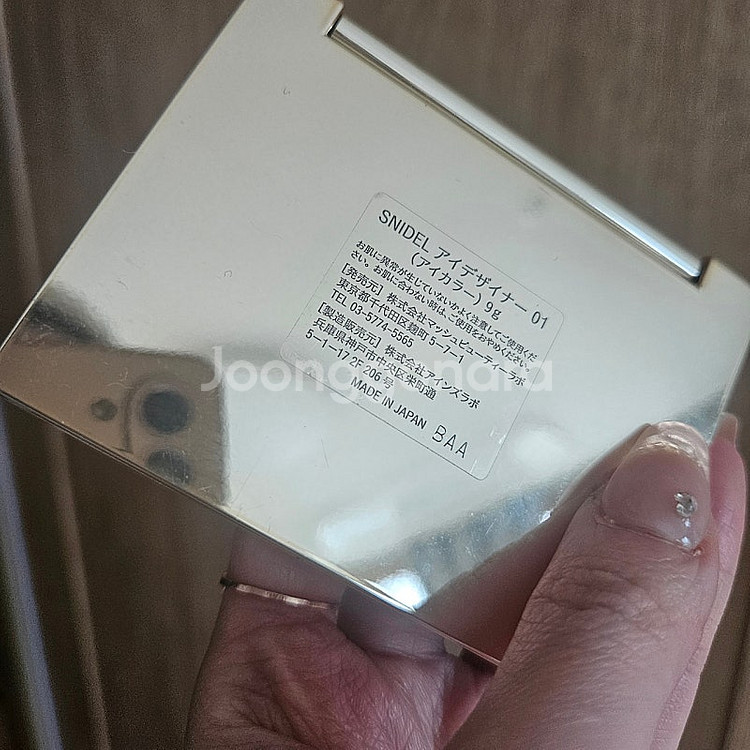 SNIDEL アイデザイナー 01
(アイカラー) 9g
お肌に異常が生じていないかよく注意してご使用くだ
さい。お肌に合わない時は、ご使用をおやめください。
[発売元] 株式会社マッシュビューティーラボ
東京都千代田区麹町 5-7-1
TEL 03-5774-5565
[製造販売元] 株式会社アインズラボ
兵庫県神戸市中央区栄町通
5-1-17 2F 206 号
MADE IN JAPAN BAA
Joonggonara